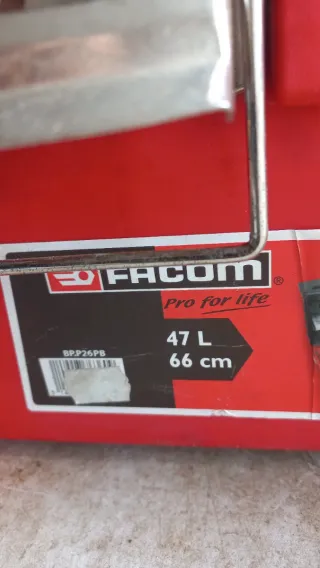 FACOM®
Pro for life
47 L
66 cm
BP.P26PB